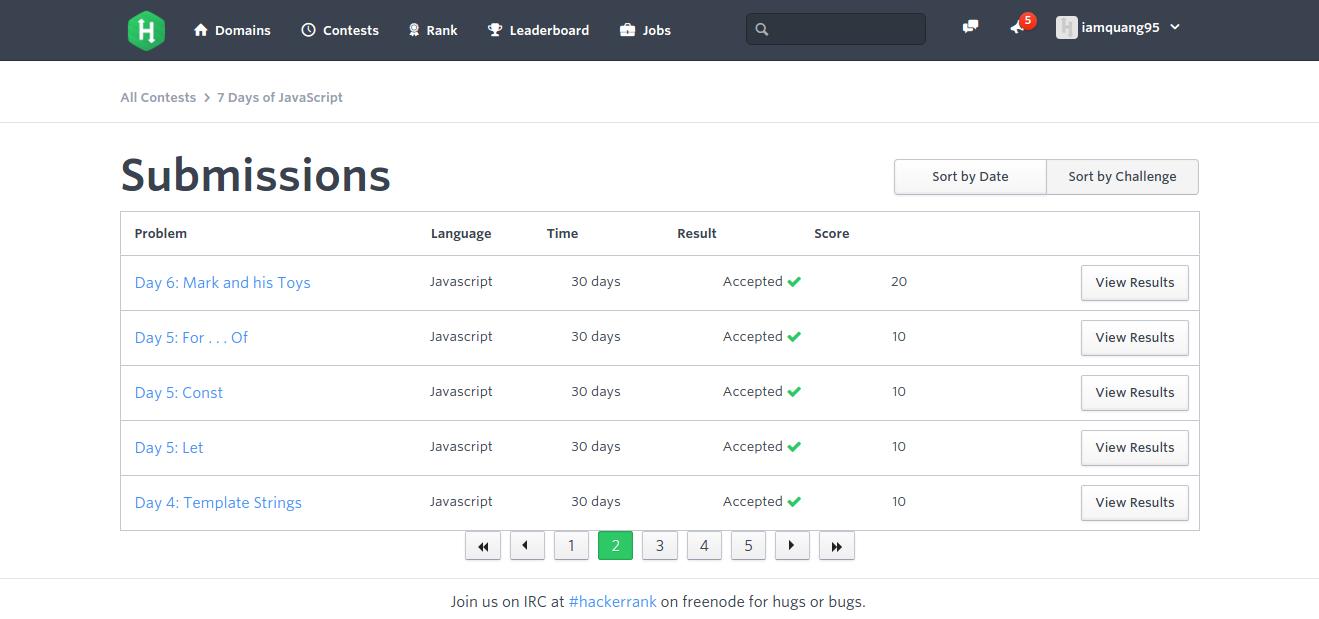 H Domains Contests Rank Leaderboard Jobs 5 H iamquang95
All Contests > 7 Days of JavaScript
Submissions
Sort by Date Sort by Challenge
Problem Language Time Result Score
Day 6: Mark and his Toys Javascript 30 days Accepted 20 View Results
Day 5: For . . . Of Javascript 30 days Accepted 10 View Results
Day 5: Const Javascript 30 days Accepted 10 View Results
Day 5: Let Javascript 30 days Accepted 10 View Results
Day 4: Template Strings Javascript 30 days Accepted 10 View Results
1 2 3 4 5
Join us on IRC at #hackerrank on freenode for hugs or bugs.